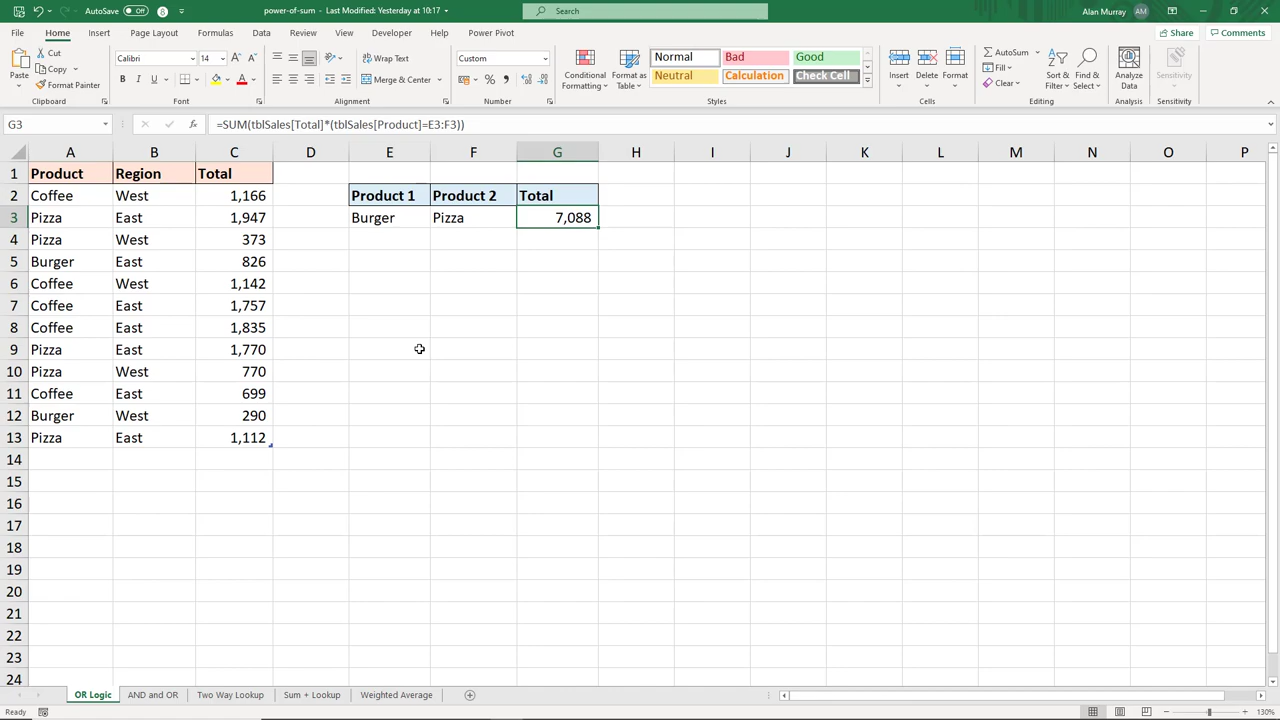 AutoSave Off power-of-sum - Last Modified: Yesterday at 10:17 Search Alan Murray AM
File Home Insert Page Layout Formulas Data Review View Developer Help Power Pivot Share Comments
Paste Cut Copy Format Painter Clipboard
Calibri 14 B I U A A Font
Wrap Text Merge & Center Alignment
Custom % Number
Conditional Formatting Format as Table Normal Bad Good Neutral Calculation Check Cell Styles
Insert Delete Format Cells
AutoSum Fill Clear Sort & Filter Find & Select Editing
Analyze Data Analysis
Sensitivity Sensitivity
G3 fx =SUM(tblSales[Total]*(tblSales[Product]=E3:F3))
A B C D E F G H I J K L M N O P
1 Product Region Total
2 Coffee West 1,166 Product 1 Product 2 Total
3 Pizza East 1,947 Burger Pizza 7,088
4 Pizza West 373
5 Burger East 826
6 Coffee West 1,142
7 Coffee East 1,757
8 Coffee East 1,835
9 Pizza East 1,770
10 Pizza West 770
11 Coffee East 699
12 Burger West 290
13 Pizza East 1,112
14
15
16
17
18
19
20
21
22
23
24
OR Logic AND and OR Two Way Lookup Sum + Lookup Weighted Average
Ready 130%